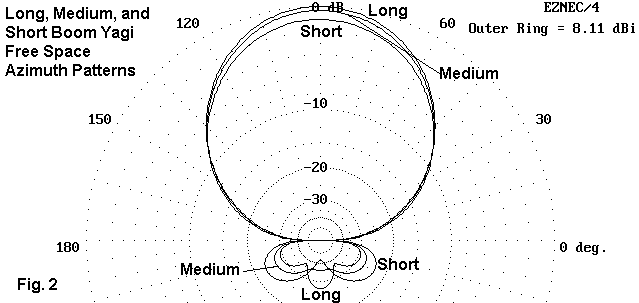 Long, Medium, and
Short Boom Yagi
Free Space
Azimuth Patterns
120
0 dB
Long
60
EZNEC/4
Outer Ring = 8.11 dBi
Short
Medium
-10
150
30
-20
-30
180
0 deg.
Medium
Short
Long
Fig. 2